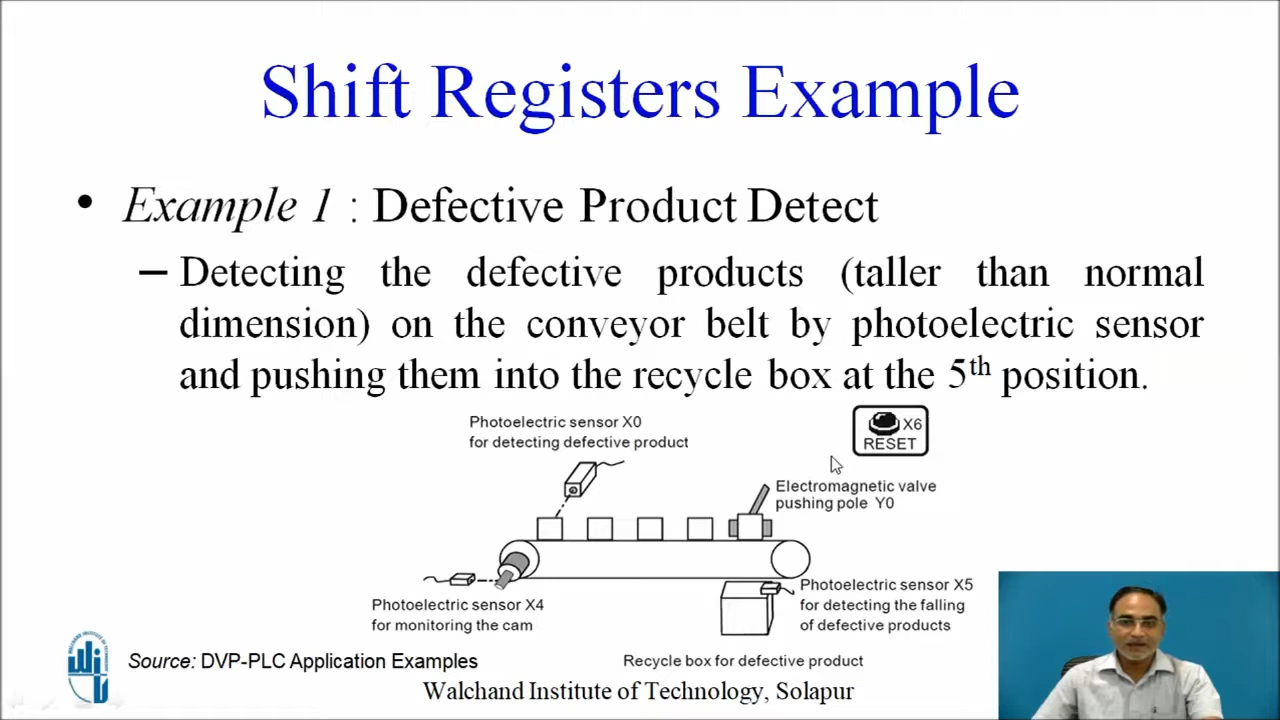 Shift Registers Example
• Example 1 : Defective Product Detect
– Detecting the defective products (taller than normal
dimension) on the conveyor belt by photoelectric sensor
and pushing them into the recycle box at the 5th position.
Photoelectric sensor X0
for detecting defective product
X6
RESET
Electromagnetic valve
pushing pole Y0
Photoelectric sensor X4
for monitoring the cam
Photoelectric sensor X5
for detecting the falling
of defective products
Recycle box for defective product
Source: DVP-PLC Application Examples
Walchand Institute of Technology, Solapur